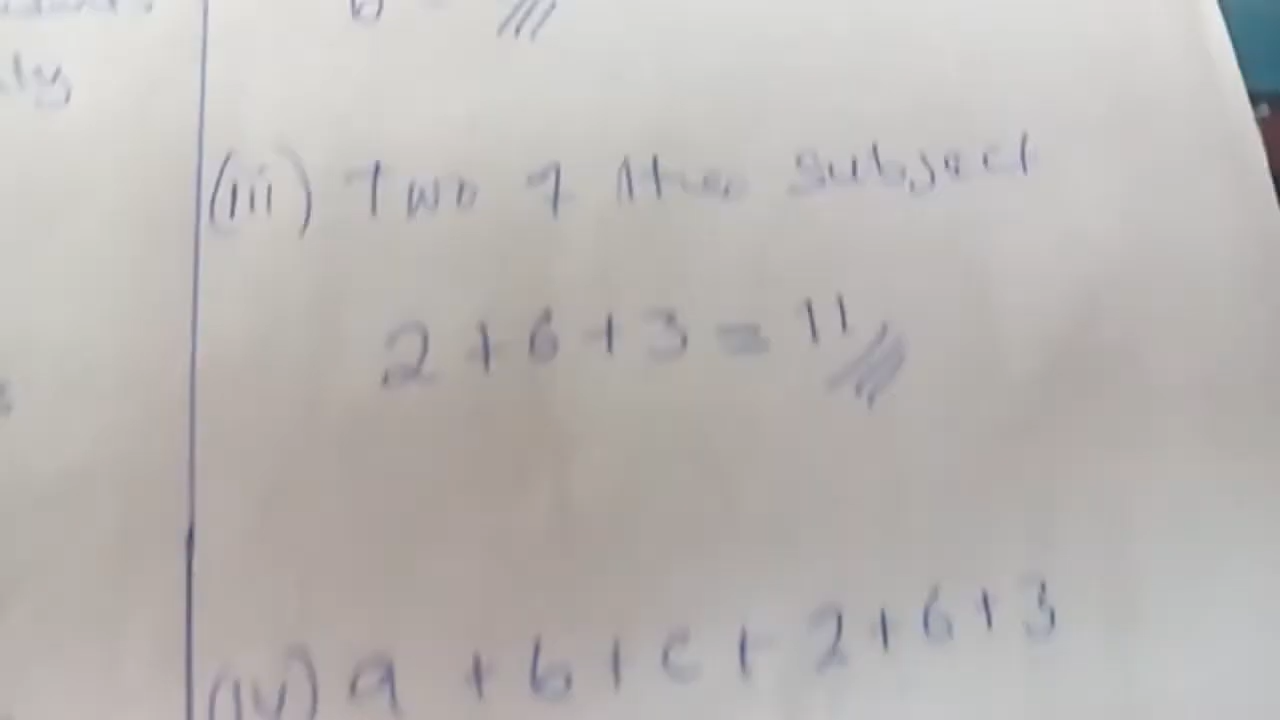 (iii) Two of the subject
2 + 6 + 3 = 11
(iv) a + b + c + 2 + 6 + 3